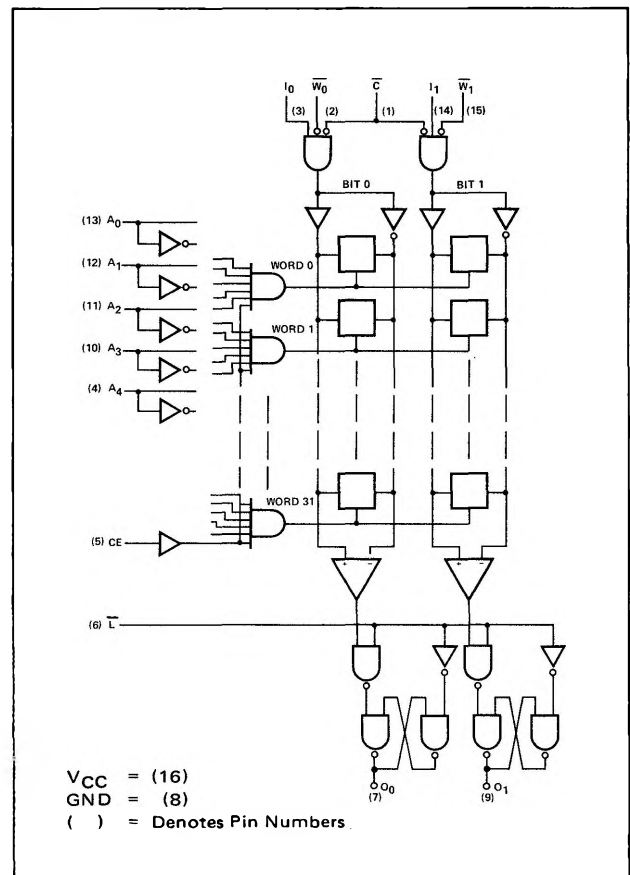 I0 W̅0̅ C̅ I1 W̅1̅
(3) (2) (1) (14) (15)
BIT 0 BIT 1
(13) A0
WORD 0
(12) A1
(11) A2
WORD 1
(10) A3
(4) A4
WORD 31
(5) CE
+ − + −
(6) L̅
O0 O1
(7) (9)
VCC = (16)
GND = (8)
( ) = Denotes Pin Numbers